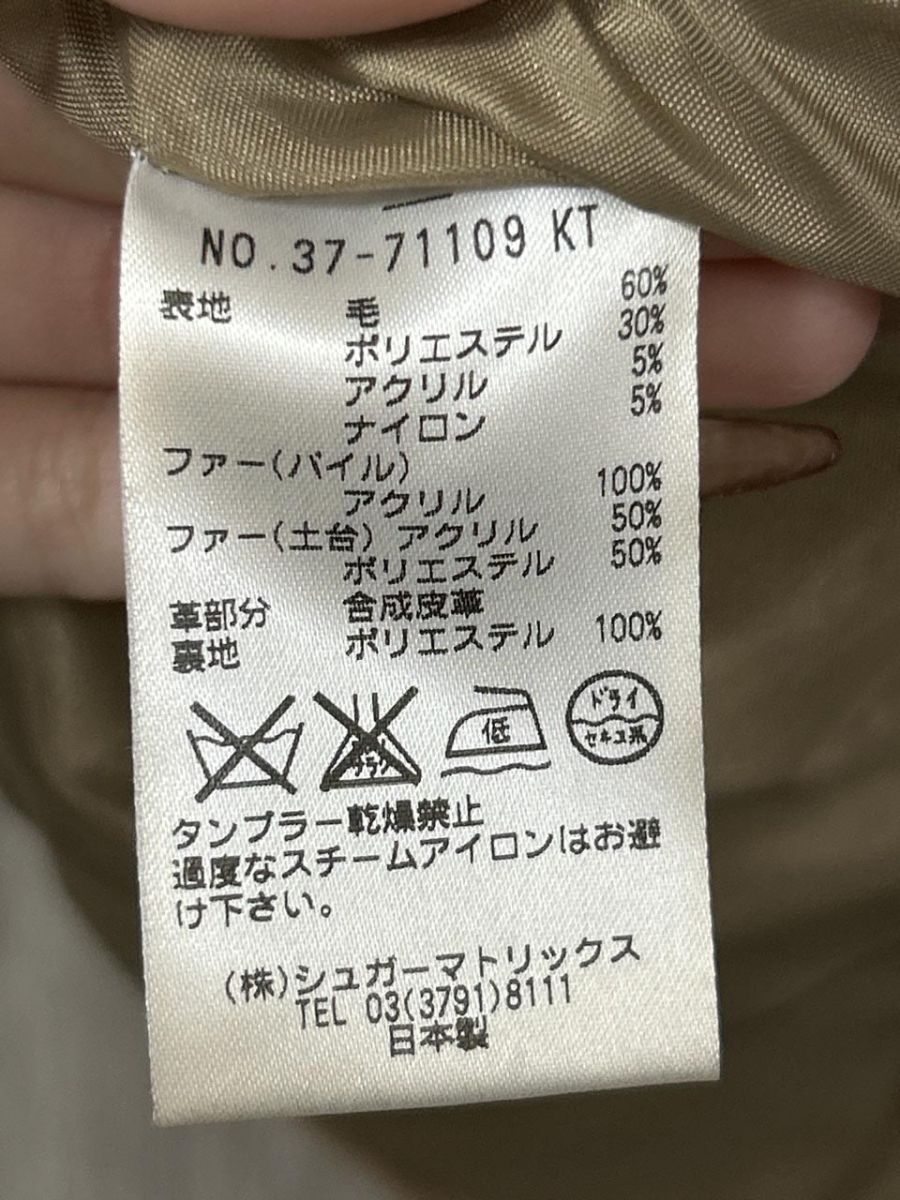 NO.37-71109 KT
表地 毛 60%
ポリエステル 30%
アクリル 5%
ナイロン 5%
ファー(パイル)
アクリル 100%
ファー(土台) アクリル 50%
ポリエステル 50%
革部分 合成皮革
裏地 ポリエステル 100%
サラシ 低 ドライ
セキユ系
タンブラー乾燥禁止
過度なスチームアイロンはお避
け下さい。
(株)シュガーマトリックス
TEL 03(3791)8111
日本製